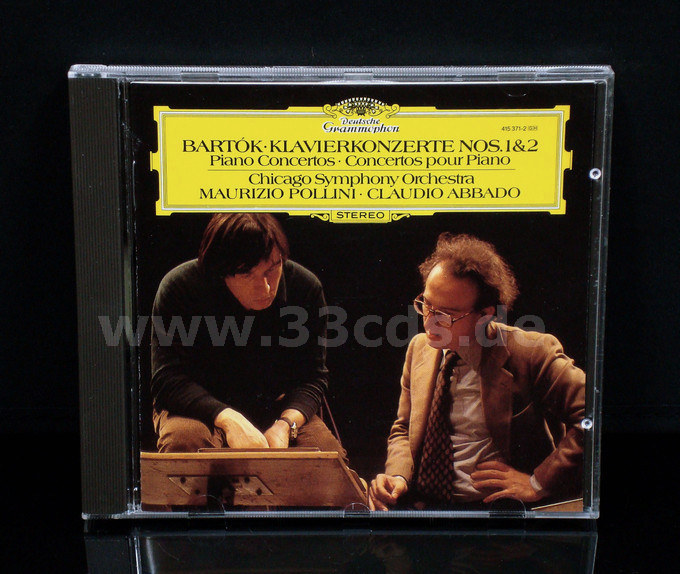 Deutsche
Grammophon
415 371-2 GH
BARTÓK · KLAVIERKONZERTE NOS. 1 & 2
Piano Concertos · Concertos pour Piano
Chicago Symphony Orchestra
MAURIZIO POLLINI · CLAUDIO ABBADO
STEREO
www.33cds.de